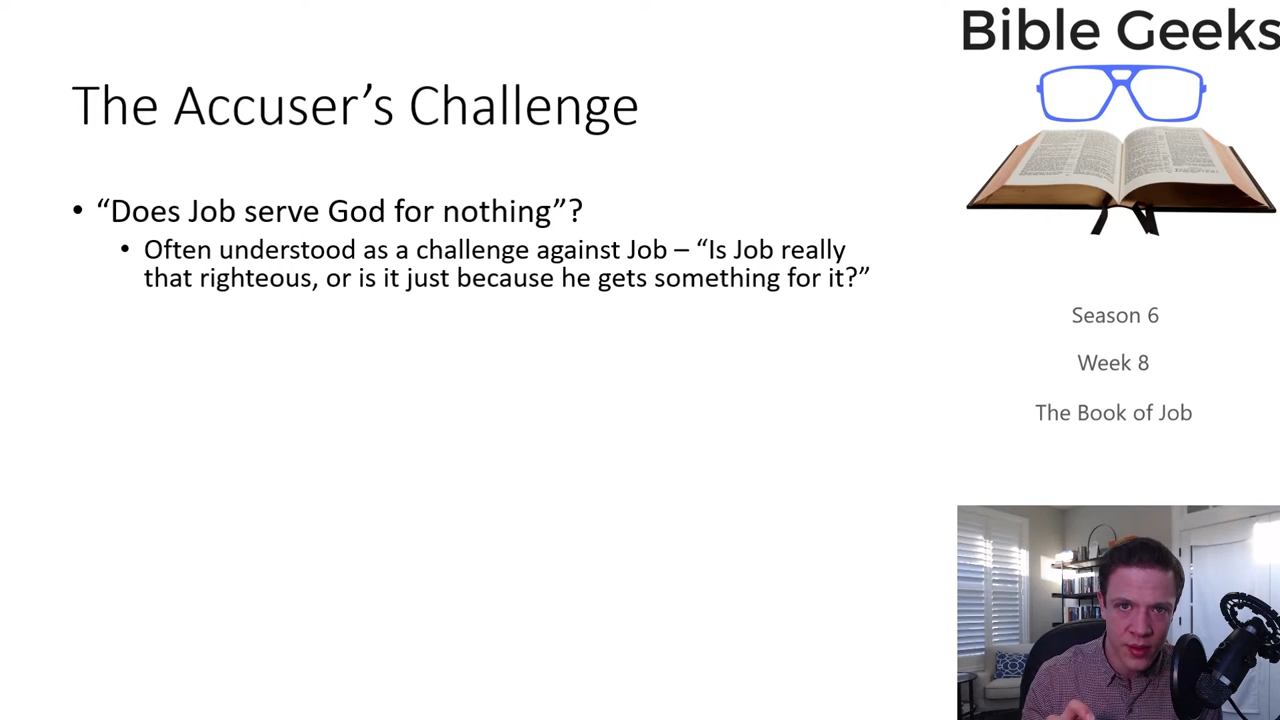 Bible Geeks
The Accuser’s Challenge
• “Does Job serve God for nothing”?
• Often understood as a challenge against Job – “Is Job really
that righteous, or is it just because he gets something for it?”
Season 6
Week 8
The Book of Job